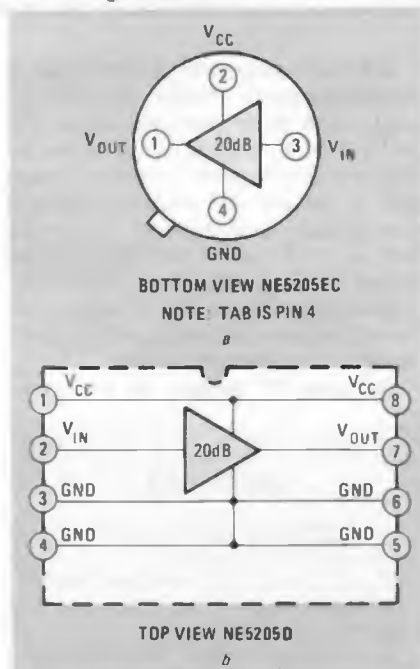 V_CC
2
V_OUT 1 20dB 3 V_IN
4
GND
BOTTOM VIEW NE5205EC
NOTE: TAB IS PIN 4
a
1 V_CC V_CC 8
2 V_IN 20dB V_OUT 7
3 GND GND 6
4 GND GND 5
TOP VIEW NE5205D
b